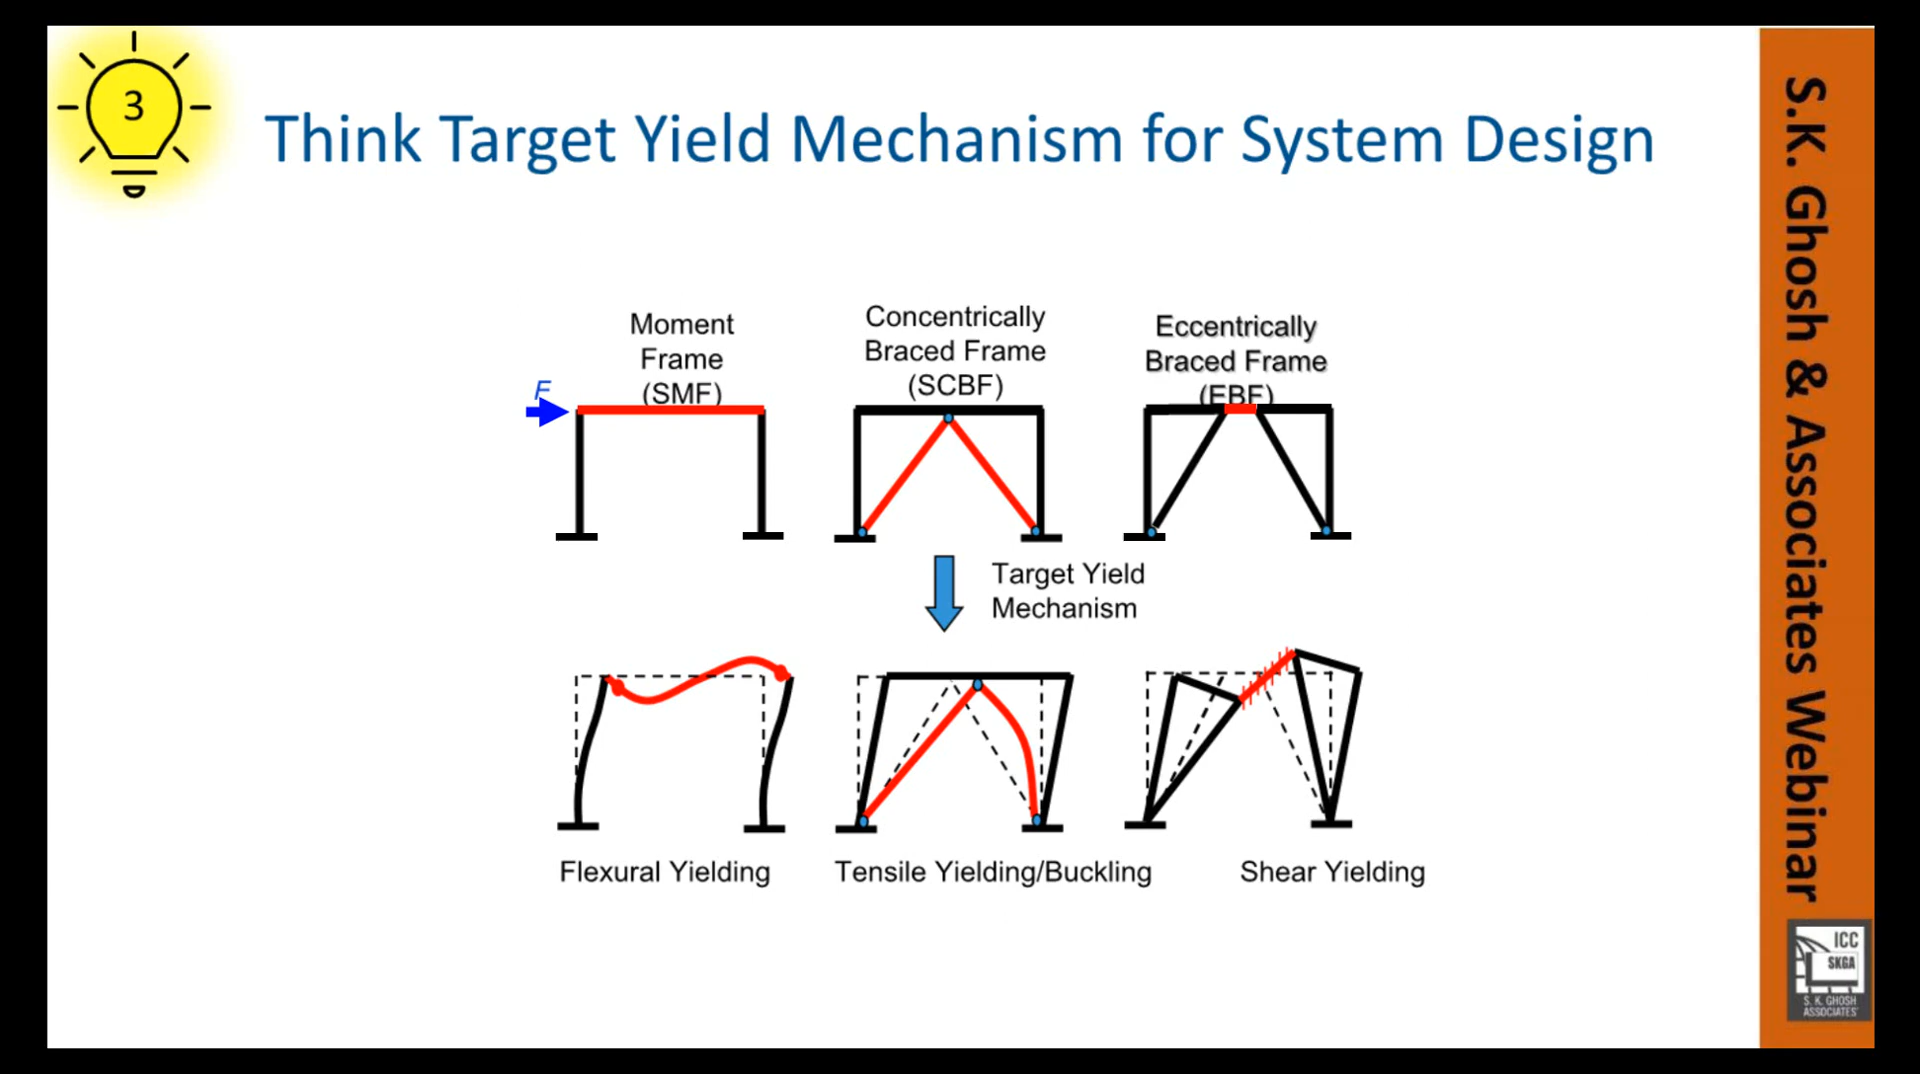 3
Think Target Yield Mechanism for System Design
Moment
Frame
(SMF)
Concentrically
Braced Frame
(SCBF)
Eccentrically
Braced Frame
(EBF)
F
Target Yield
Mechanism
Flexural Yielding
Tensile Yielding/Buckling
Shear Yielding
S.K. Ghosh & Associates Webinar
ICC
SKGA
S. K. GHOSH
ASSOCIATES